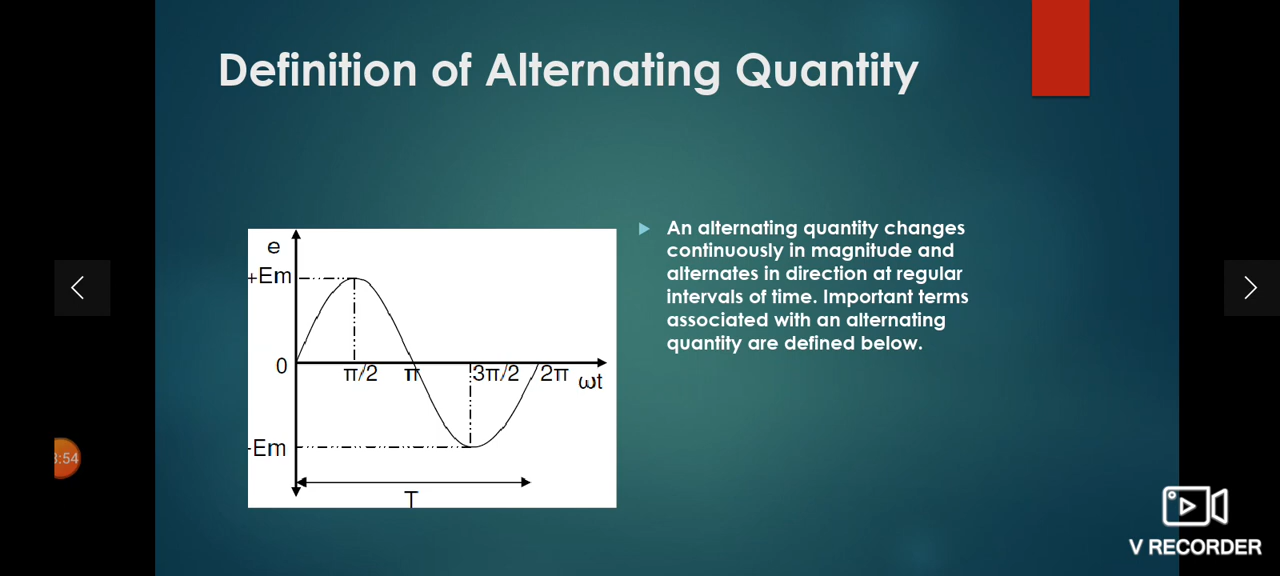 Definition of Alternating Quantity
An alternating quantity changes
continuously in magnitude and
alternates in direction at regular
intervals of time. Important terms
associated with an alternating
quantity are defined below.
e
+Em
0
π/2 π 3π/2 2π ωt
-Em
T
:54
V RECORDER